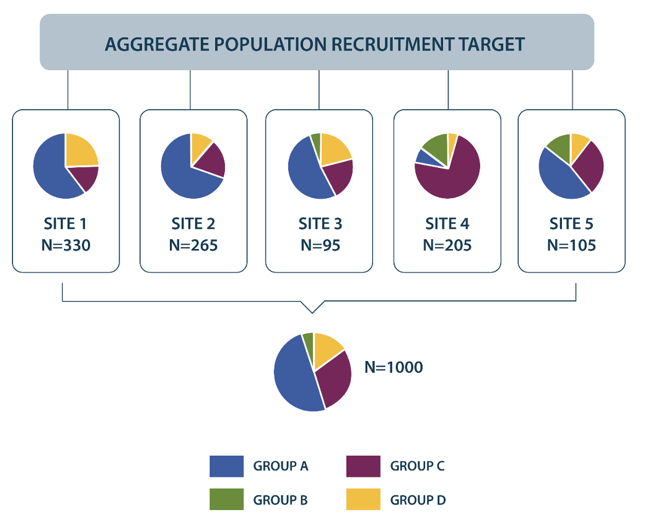 AGGREGATE POPULATION RECRUITMENT TARGET
SITE 1
N=330
SITE 2
N=265
SITE 3
N=95
SITE 4
N=205
SITE 5
N=105
N=1000
GROUP A
GROUP C
GROUP B
GROUP D